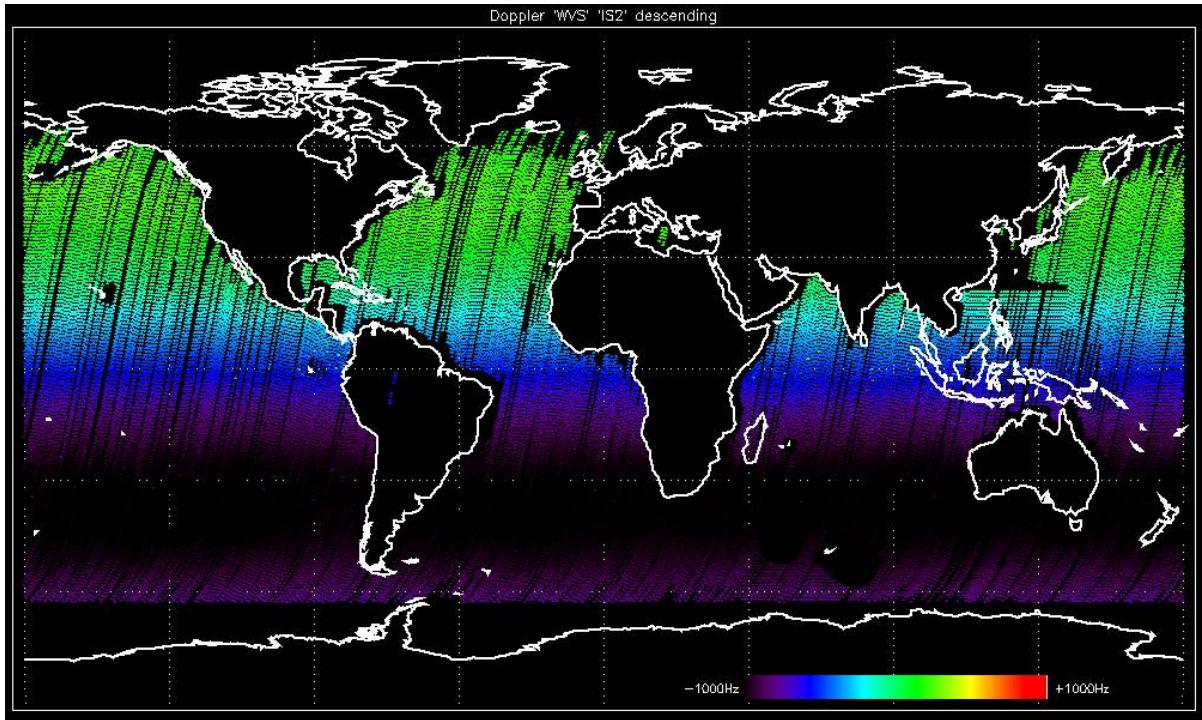 Doppler 'WVS' 'IS2' descending
−1000Hz +1000Hz